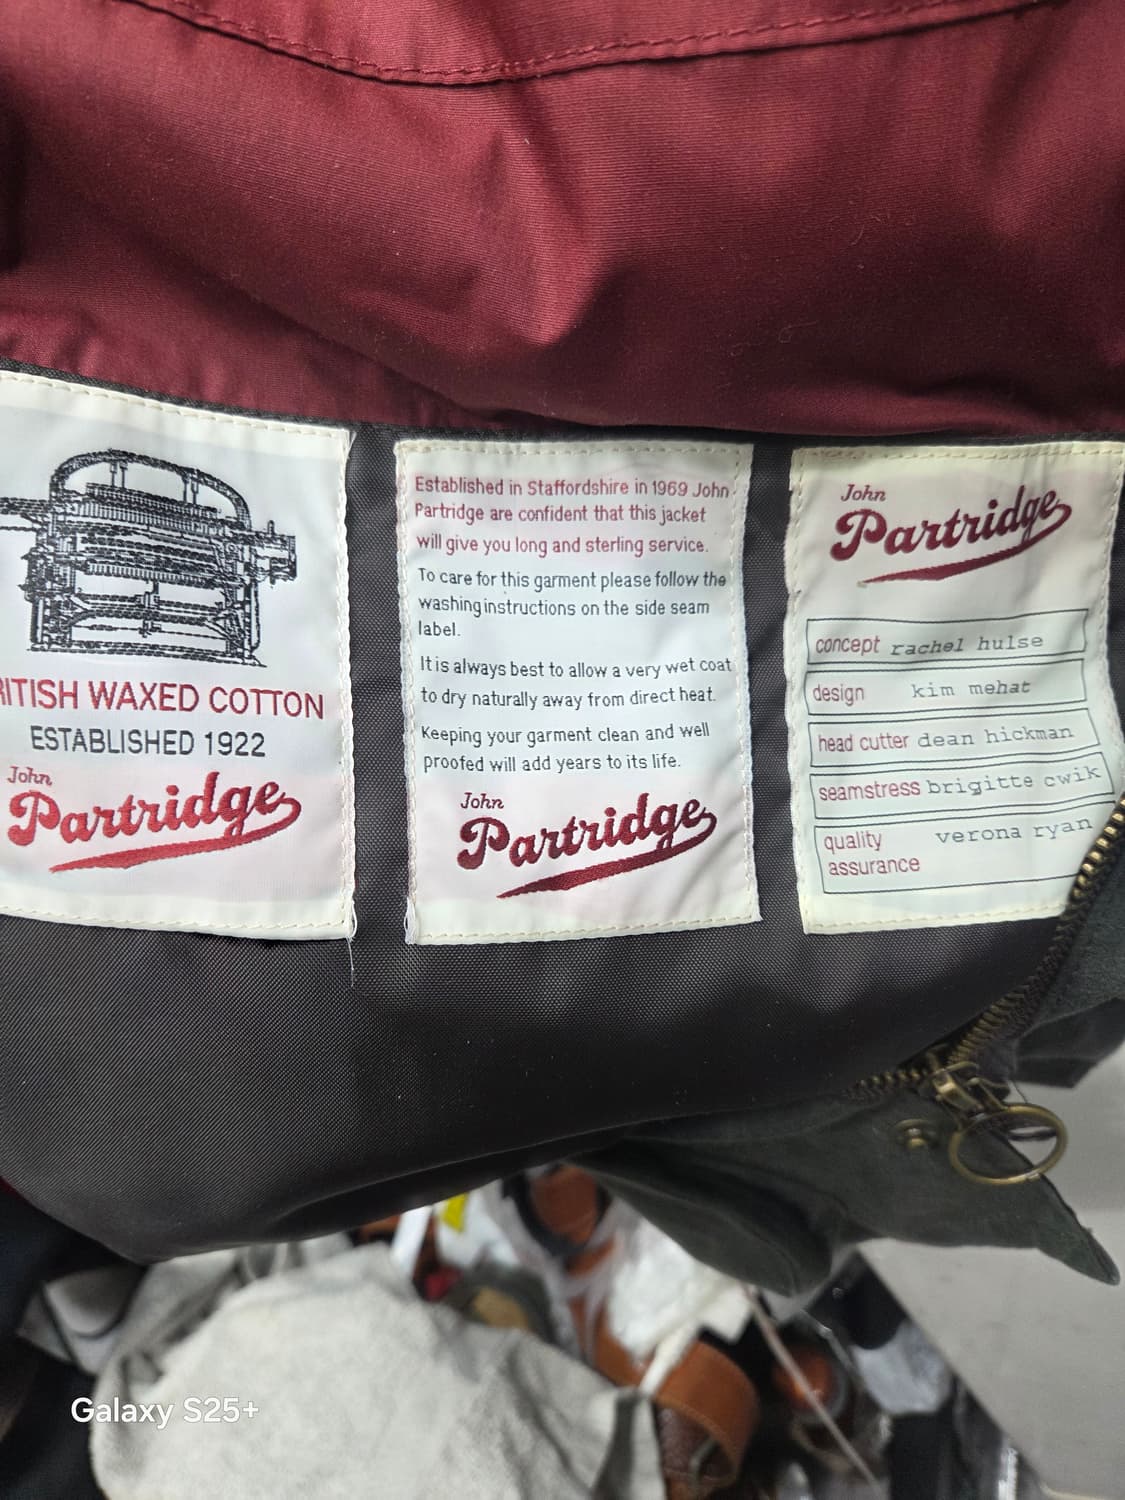 RITISH WAXED COTTON
ESTABLISHED 1922
John
Partridge
Established in Staffordshire in 1969 John
Partridge are confident that this jacket
will give you long and sterling service.
To care for this garment please follow the
washing instructions on the side seam
label.
It is always best to allow a very wet coat
to dry naturally away from direct heat.
Keeping your garment clean and well
proofed will add years to its life.
John
Partridge
John
Partridge
concept rachel hulse
design kim mehat
head cutter dean hickman
seamstress brigitte cwik
quality verona ryan
assurance
Galaxy S25+